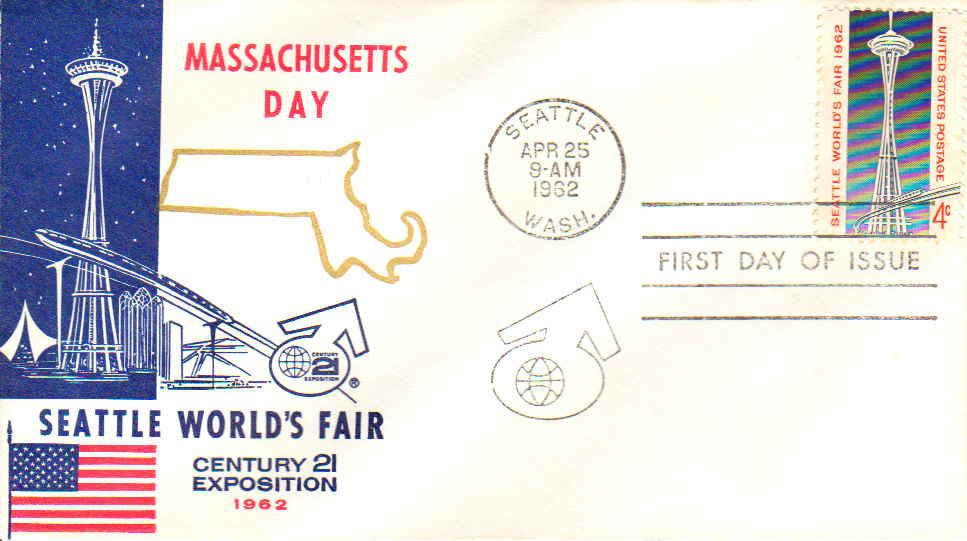 MASSACHUSETTS
DAY
SEATTLE
APR 25
9-AM
1962
WASH.
SEATTLE WORLD'S FAIR 1962
UNITED STATES POSTAGE
4¢
FIRST DAY OF ISSUE
CENTURY
21
EXPOSITION
®
SEATTLE WORLD'S FAIR
CENTURY 21
EXPOSITION
1962